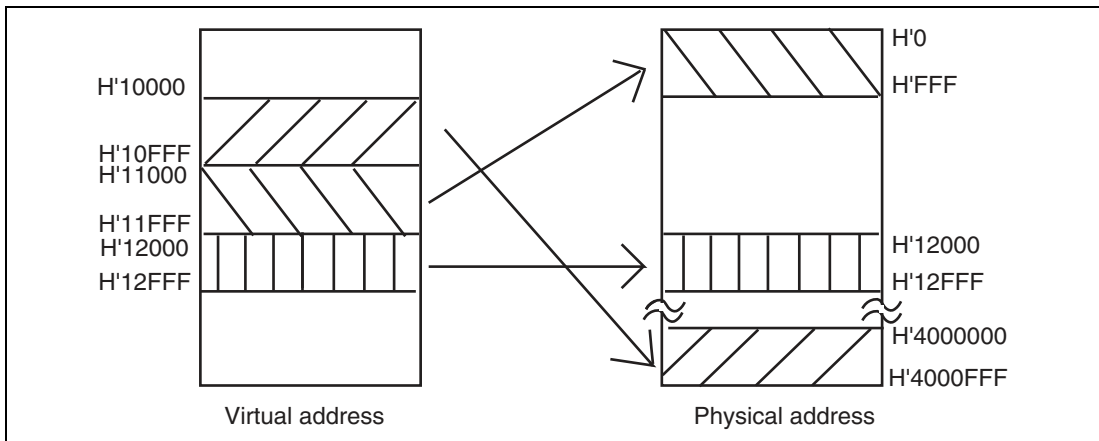 H'10000
H'10FFF
H'11000
H'11FFF
H'12000
H'12FFF
Virtual address
H'0
H'FFF
H'12000
H'12FFF
H'4000000
H'4000FFF
Physical address